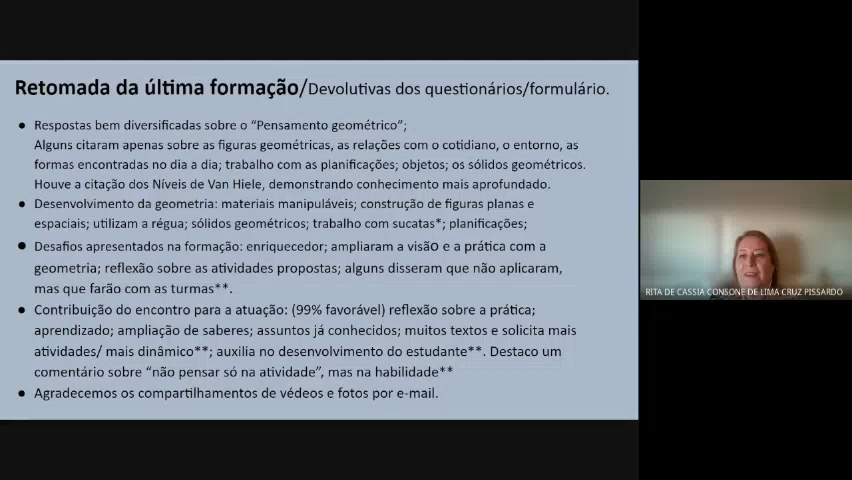 Retomada da última formação/Devolutivas dos questionários/formulário.
● Respostas bem diversificadas sobre o "Pensamento geométrico";
Alguns citaram apenas sobre as figuras geométricas, as relações com o cotidiano, o entorno, as
formas encontradas no dia a dia; trabalho com as planificações; objetos; os sólidos geométricos.
Houve a citação dos Níveis de Van Hiele, demonstrando conhecimento mais aprofundado.
● Desenvolvimento da geometria: materiais manipuláveis; construção de figuras planas e
espaciais; utilizam a régua; sólidos geométricos; trabalho com sucatas*; planificações;
● Desafios apresentados na formação: enriquecedor; ampliaram a visão e a prática com a
geometria; reflexão sobre as atividades propostas; alguns disseram que não aplicaram,
mas que farão com as turmas**.
● Contribuição do encontro para a atuação: (99% favorável) reflexão sobre a prática;
aprendizado; ampliação de saberes; assuntos já conhecidos; muitos textos e solicita mais
atividades/ mais dinâmico**; auxilia no desenvolvimento do estudante**. Destaco um
comentário sobre "não pensar só na atividade", mas na habilidade**
● Agradecemos os compartilhamentos de védeos e fotos por e-mail.
RITA DE CASSIA CONSONE DE LIMA CRUZ PISSARDO